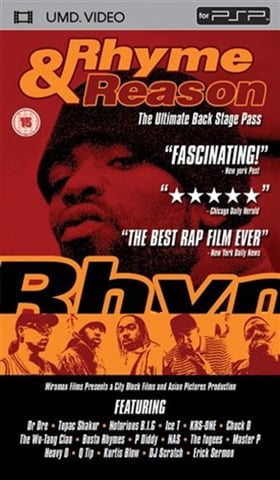 UMD VIDEO
for PSP
Rhyme
& Reason
The Ultimate Back Stage Pass
15
"FASCINATING!"
- New york Post
"★★★★★"
- Chicago Daily Herald
"THE BEST RAP FILM EVER"
- New York Daily News
Rhyn
Miramax Films Presents a City Block Films and Asian Pictures Production
FEATURING
Dr Dre • Tupac Shakur • Notorious B.I.G • Ice T • KRS-ONE • Chuck D
The Wu-Tang Clan • Busta Rhymes • P Diddy • NAS • The fugees • Master P
Heavy D • Q Tip • Kurtis Blow • DJ Scratch • Erick Sermon